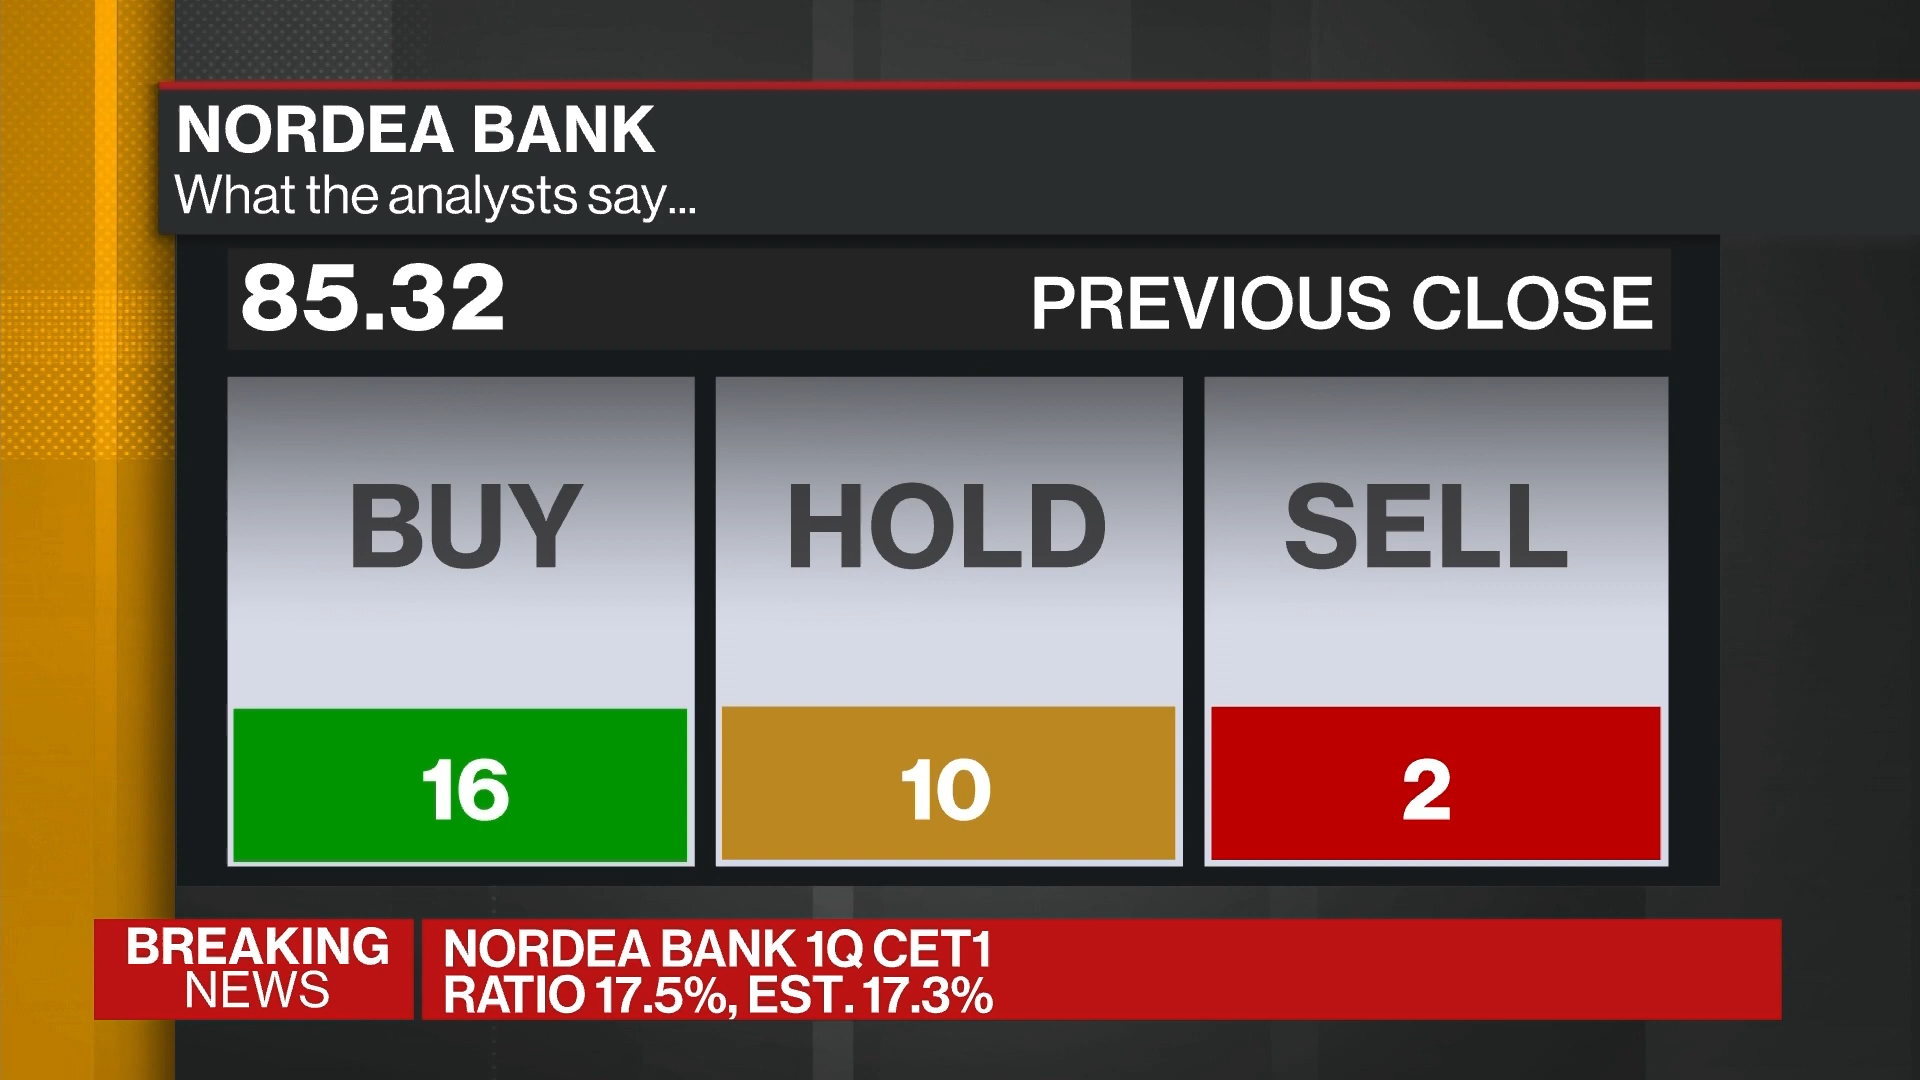 NORDEA BANK
What the analysts say...
85.32 PREVIOUS CLOSE
BUY HOLD SELL
16 10 2
BREAKING
NEWS
NORDEA BANK 1Q CET1
RATIO 17.5%, EST. 17.3%